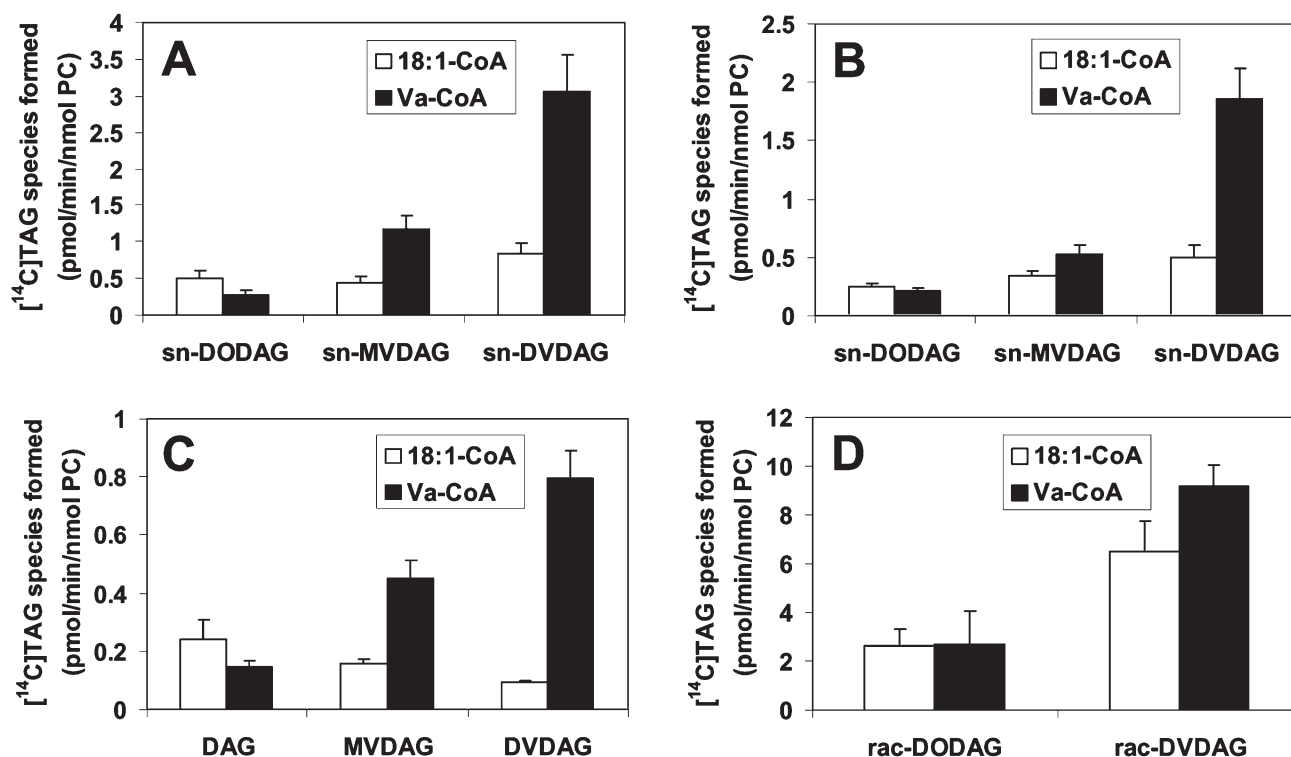 [¹⁴C]TAG species formed
(pmol/min/nmol PC)
4
3.5
3
2.5
2
1.5
1
0.5
0
A
18:1-CoA
Va-CoA
sn-DODAG sn-MVDAG sn-DVDAG
[¹⁴C]TAG species formed
(pmol/min/nmol PC)
2.5
2
1.5
1
0.5
0
B
18:1-CoA
Va-CoA
sn-DODAG sn-MVDAG sn-DVDAG
[¹⁴C]TAG species formed
(pmol/min/nmol PC)
1
0.8
0.6
0.4
0.2
0
C
18:1-CoA
Va-CoA
DAG MVDAG DVDAG
[¹⁴C]TAG species formed
(pmol/min/nmol PC)
12
10
8
6
4
2
0
D
18:1-CoA
Va-CoA
rac-DODAG rac-DVDAG